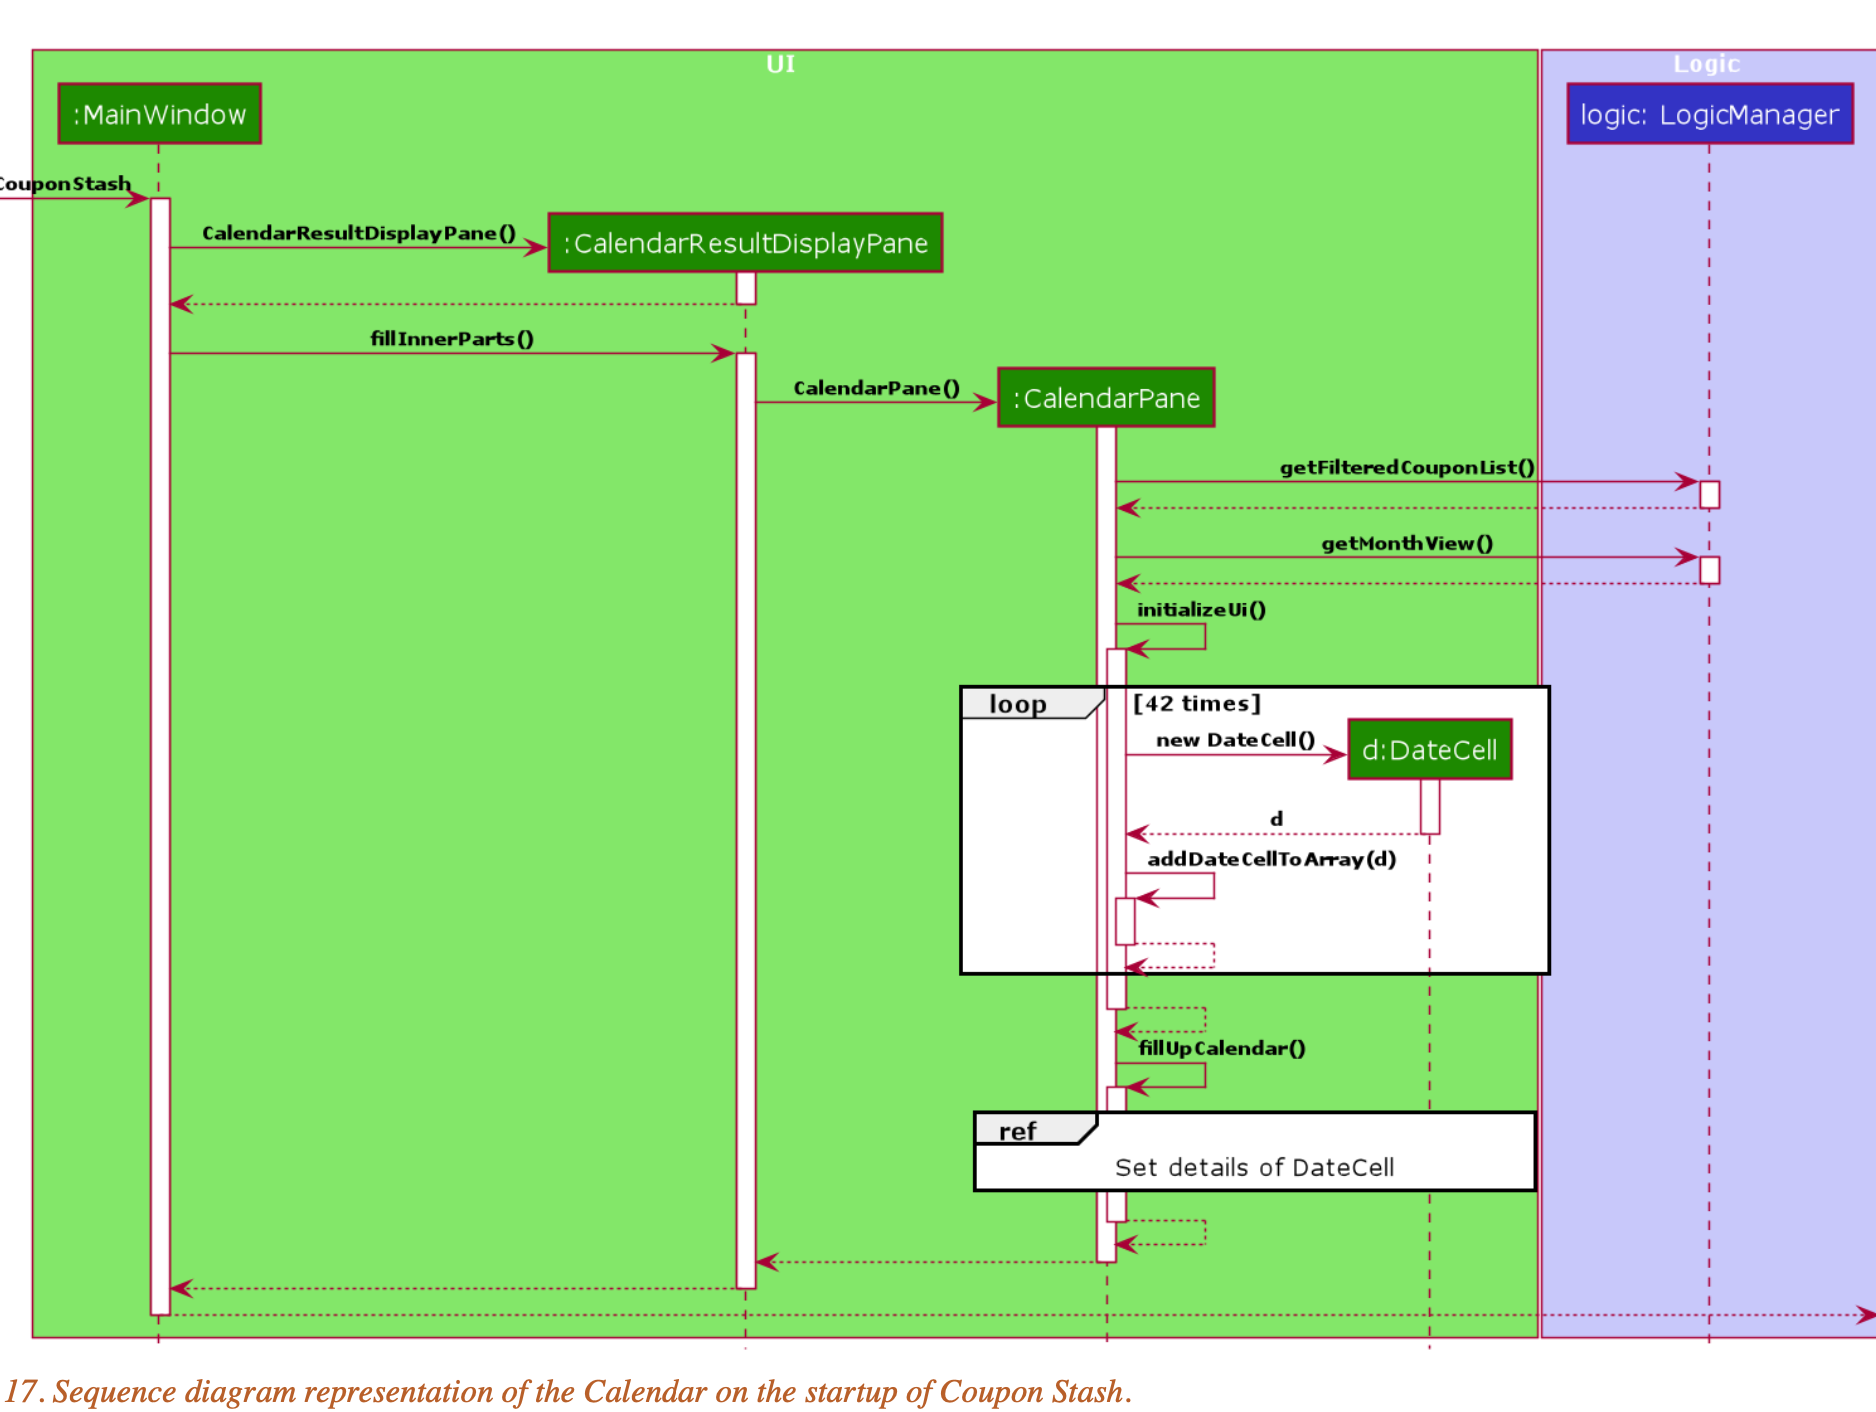 UI
Logic
:MainWindow
logic: LogicManager
CouponStash
CalendarResultDisplayPane()
:CalendarResultDisplayPane
fillInnerParts()
CalendarPane()
:CalendarPane
getFilteredCouponList()
getMonthView()
initializeUi()
loop
[42 times]
new DateCell()
d:DateCell
d
addDateCellToArray(d)
fillUpCalendar()
ref
Set details of DateCell
17. Sequence diagram representation of the Calendar on the startup of Coupon Stash.